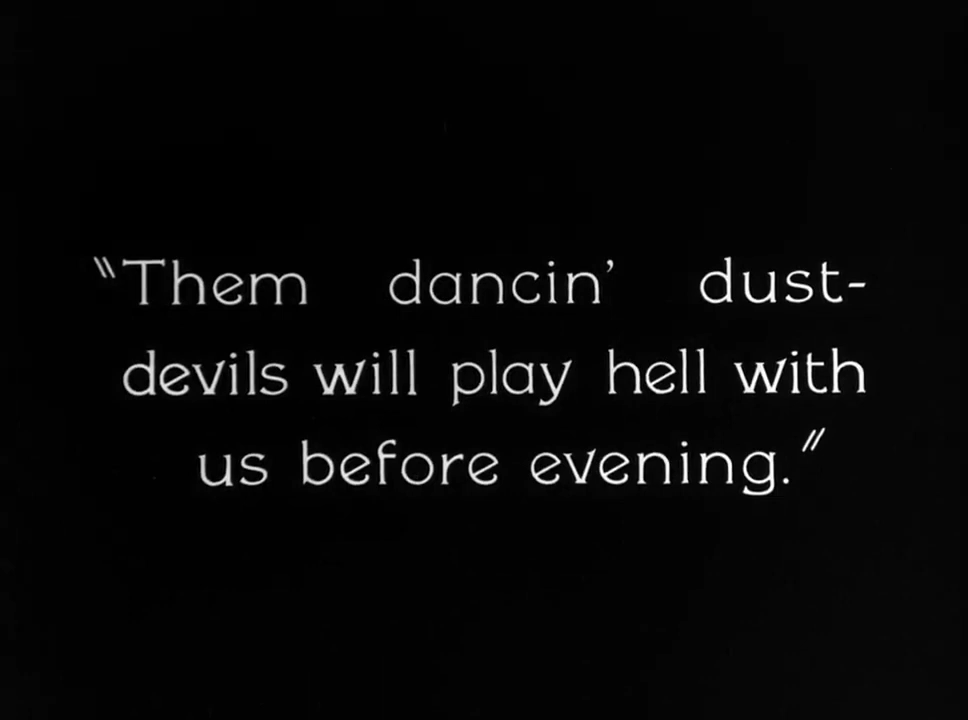 "Them dancin' dust-
devils will play hell with
us before evening."